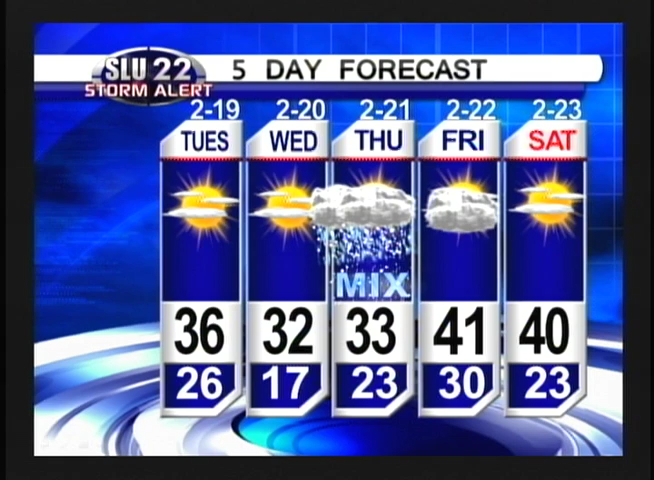 SLU 22
STORM ALERT
5 DAY FORECAST
2-19 2-20 2-21 2-22 2-23
TUES WED THU FRI SAT
MIX
36 32 33 41 40
26 17 23 30 23